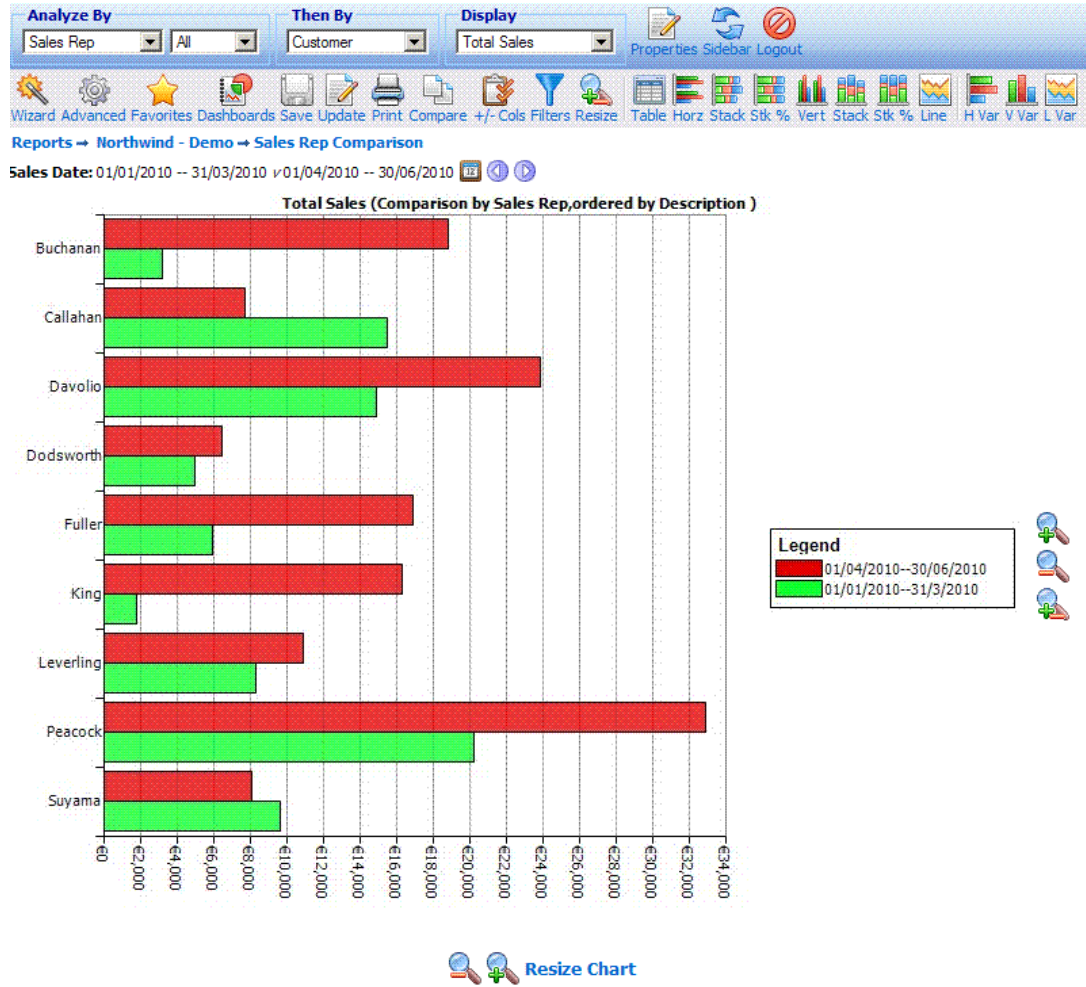 Analyze By Then By Display
Sales Rep All Customer Total Sales
Properties Sidebar Logout
Wizard Advanced Favorites Dashboards Save Update Print Compare +/- Cols Filters Resize Table Horz Stack Stk % Vert Stack Stk % Line H Var V Var L Var
Reports → Northwind - Demo → Sales Rep Comparison
Sales Date: 01/01/2010 -- 31/03/2010 v 01/04/2010 -- 30/06/2010 12
Total Sales (Comparison by Sales Rep,ordered by Description )
Buchanan
Callahan
Davolio
Dodsworth
Fuller
King
Leverling
Peacock
Suyama
Legend
01/04/2010--30/06/2010
01/01/2010--31/3/2010
€0 €2,000 €4,000 €6,000 €8,000 €10,000 €12,000 €14,000 €16,000 €18,000 €20,000 €22,000 €24,000 €26,000 €28,000 €30,000 €32,000 €34,000
Resize Chart